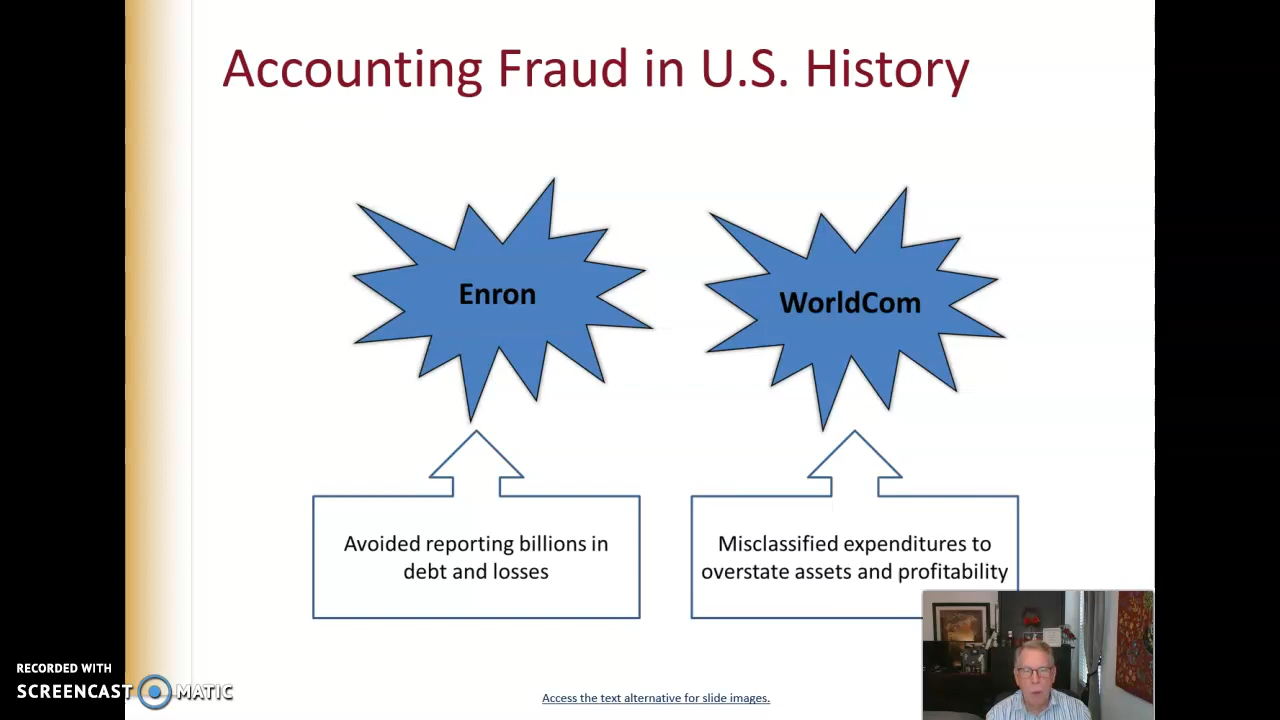 Accounting Fraud in U.S. History
Enron
WorldCom
Avoided reporting billions in
debt and losses
Misclassified expenditures to
overstate assets and profitability
RECORDED WITH
SCREENCAST MATIC
Access the text alternative for slide images.